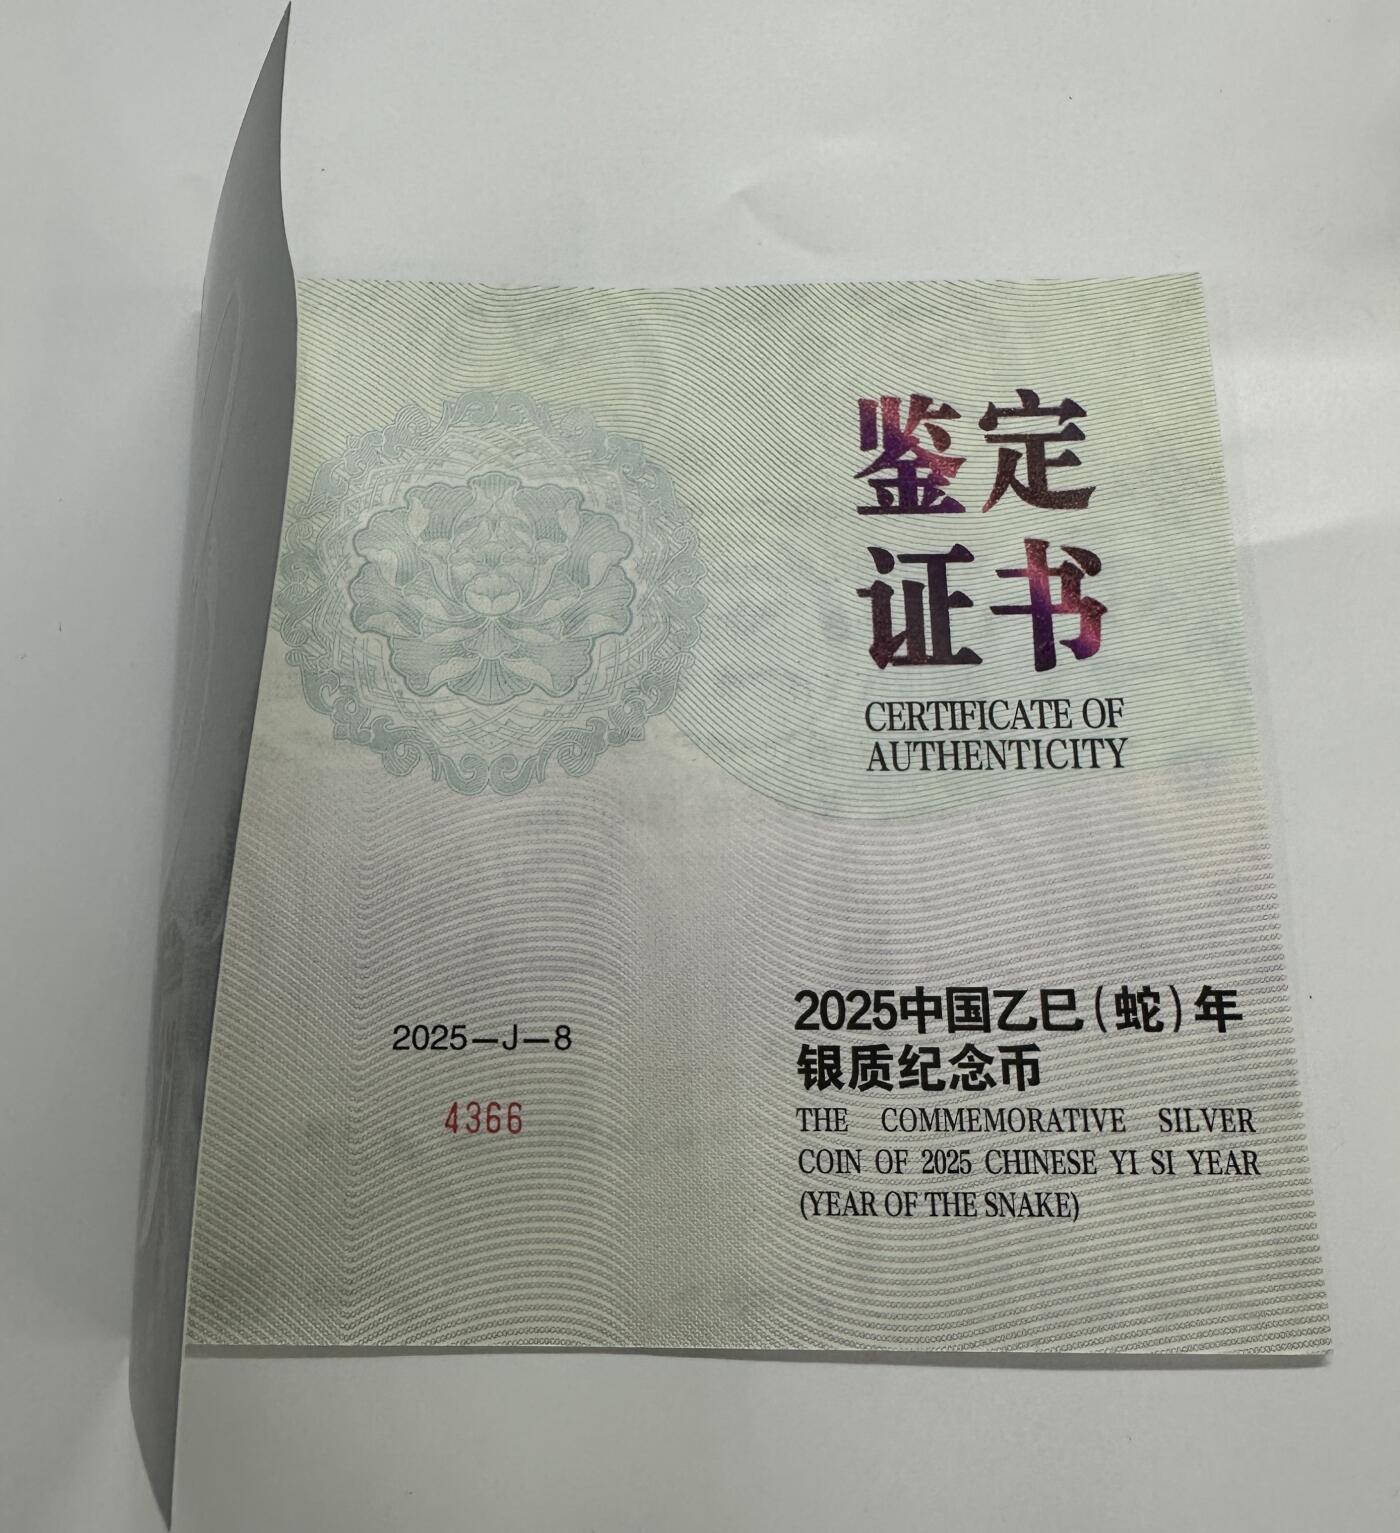 鉴定
证书
CERTIFICATE OF
AUTHENTICITY
2025-J-8
4366
2025中国乙巳(蛇)年
银质纪念币
THE COMMEMORATIVE SILVER
COIN OF 2025 CHINESE YI SI YEAR
(YEAR OF THE SNAKE)